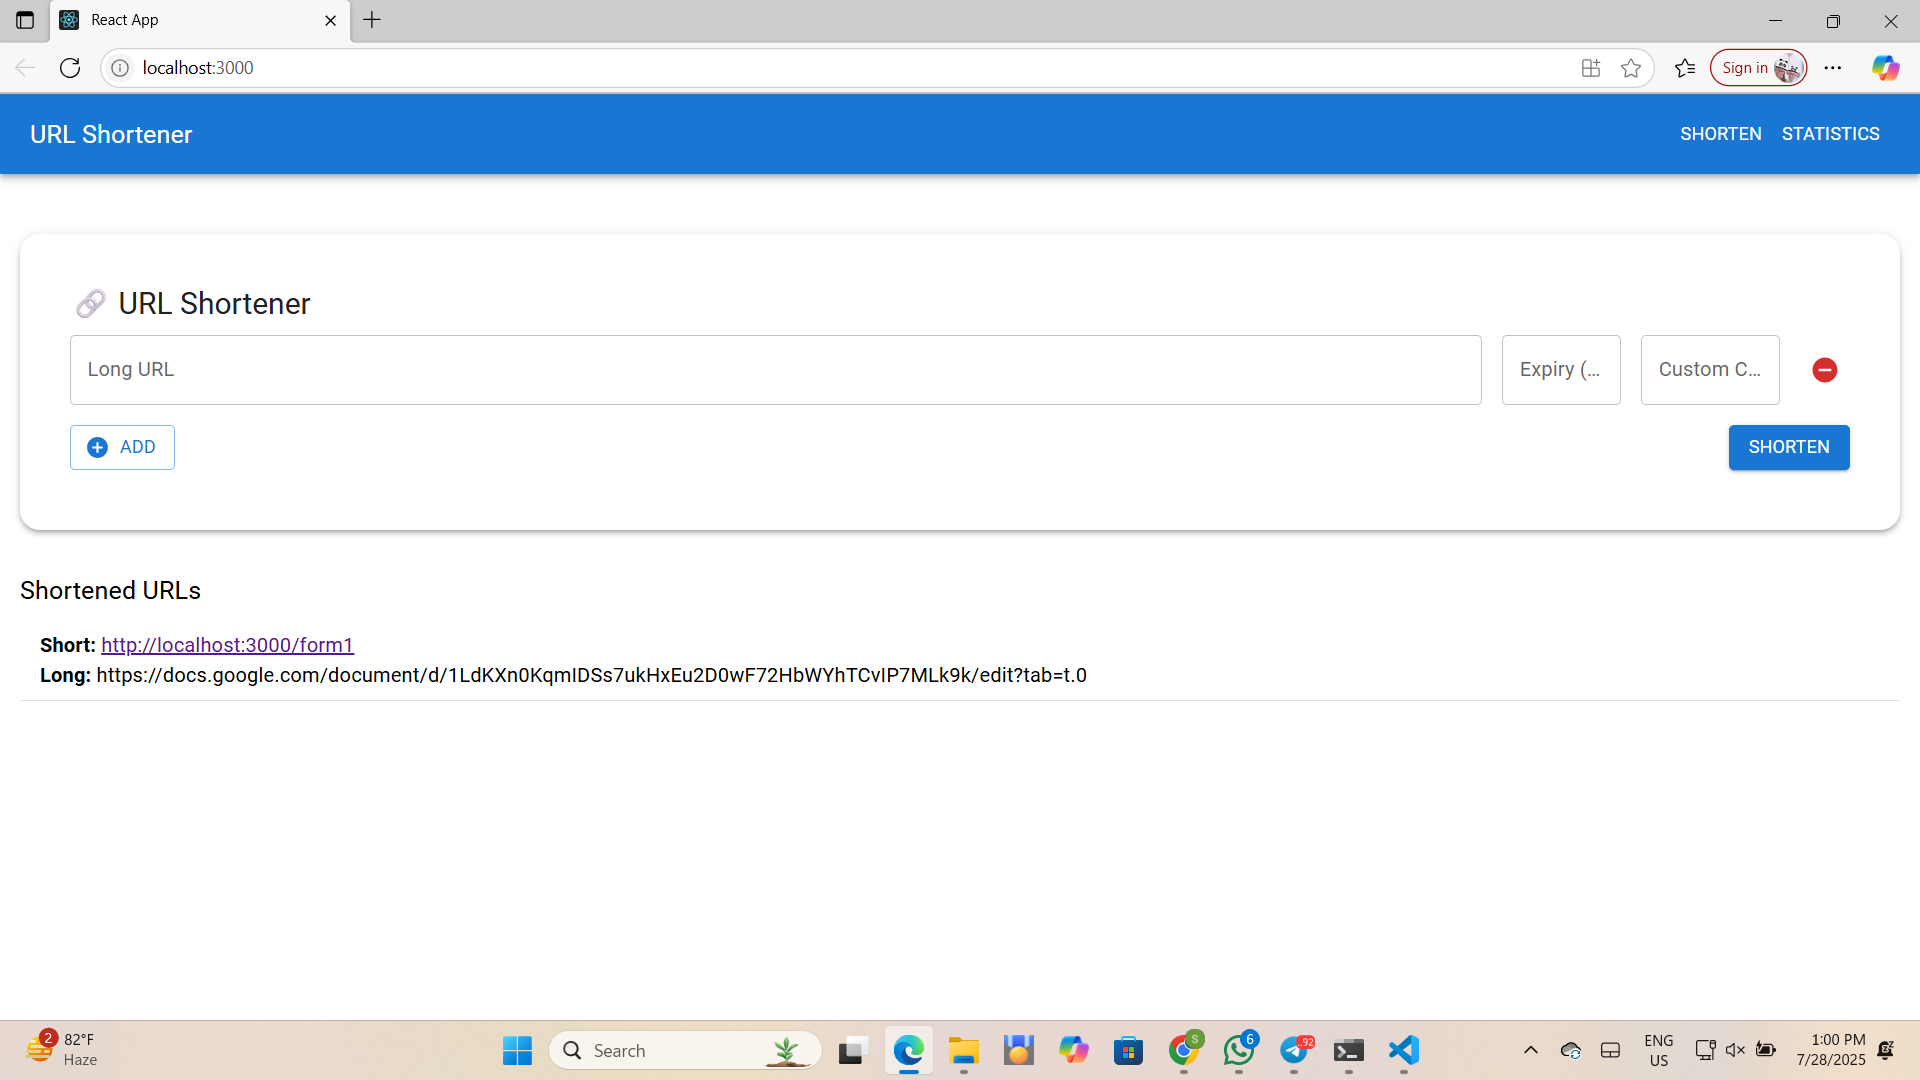 React App
localhost:3000
Sign in
URL Shortener
SHORTEN
STATISTICS
URL Shortener
Long URL
Expiry (...
Custom C...
ADD
SHORTEN
Shortened URLs
Short: http://localhost:3000/form1
Long: https://docs.google.com/document/d/1LdKXn0KqmIDSs7ukHxEu2D0wF72HbWYhTCvIP7MLk9k/edit?tab=t.0
2
82°F
Haze
Search
S
6
92
ENG
US
1:00 PM
7/28/2025